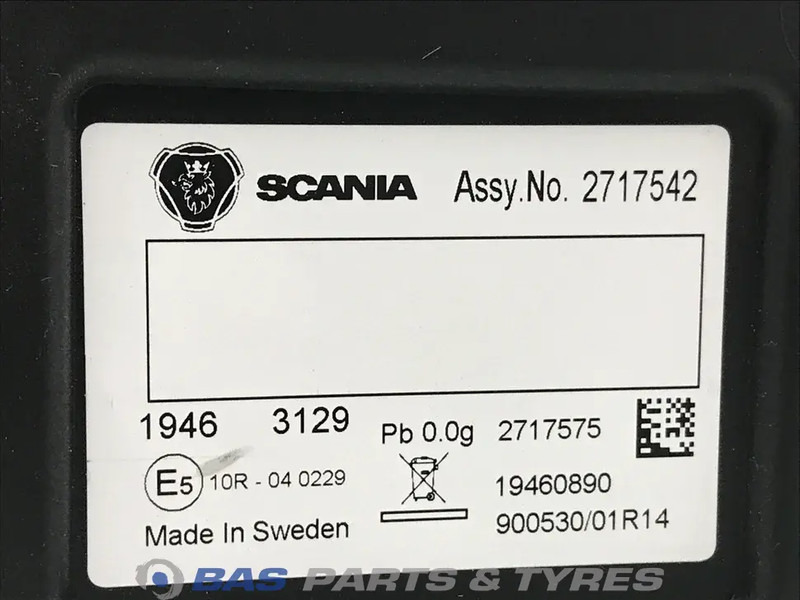 SCANIA Assy.No. 2717542
1946 3129 Pb 0.0g 2717575
E5 10R - 04 0229 19460890
Made In Sweden 900530/01R14
BAS PARTS & TYRES